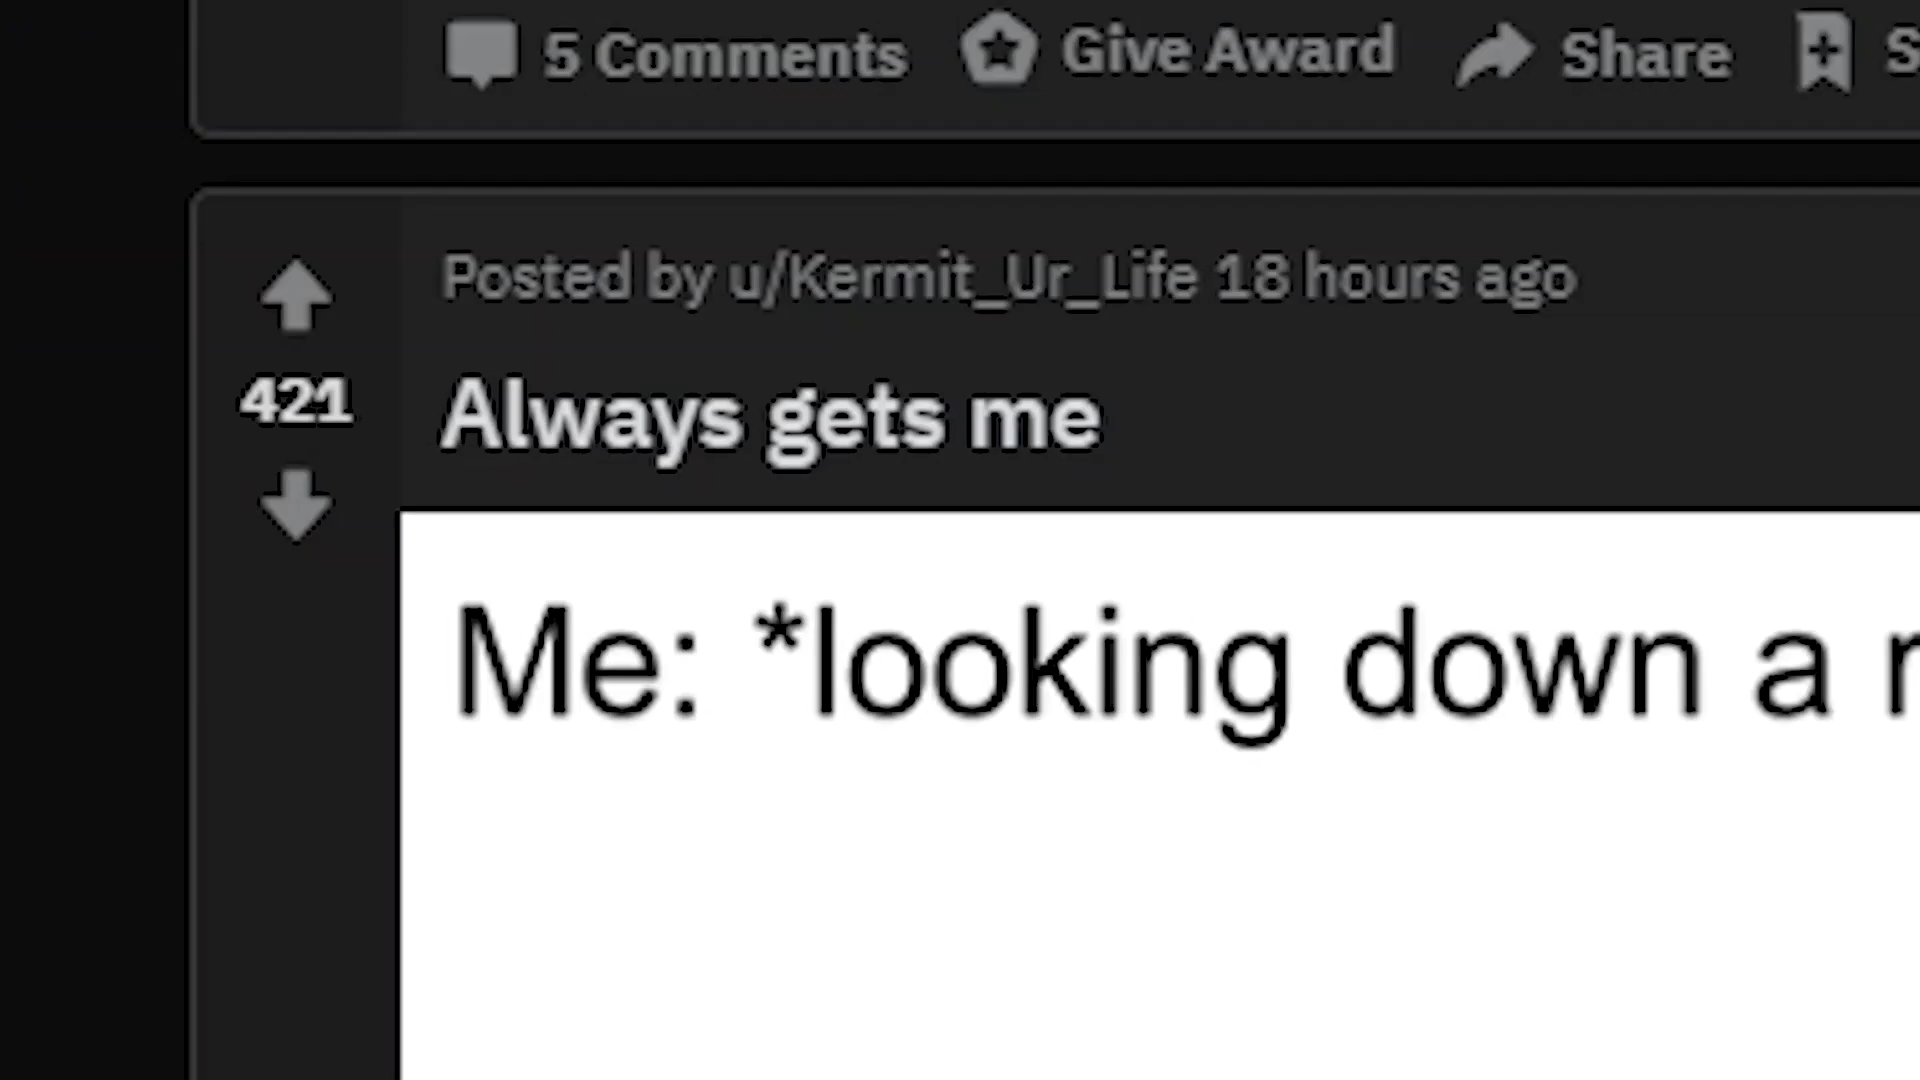 5 Comments Give Award Share
Posted by u/Kermit_Ur_Life 18 hours ago
421
Always gets me
Me: *looking down a